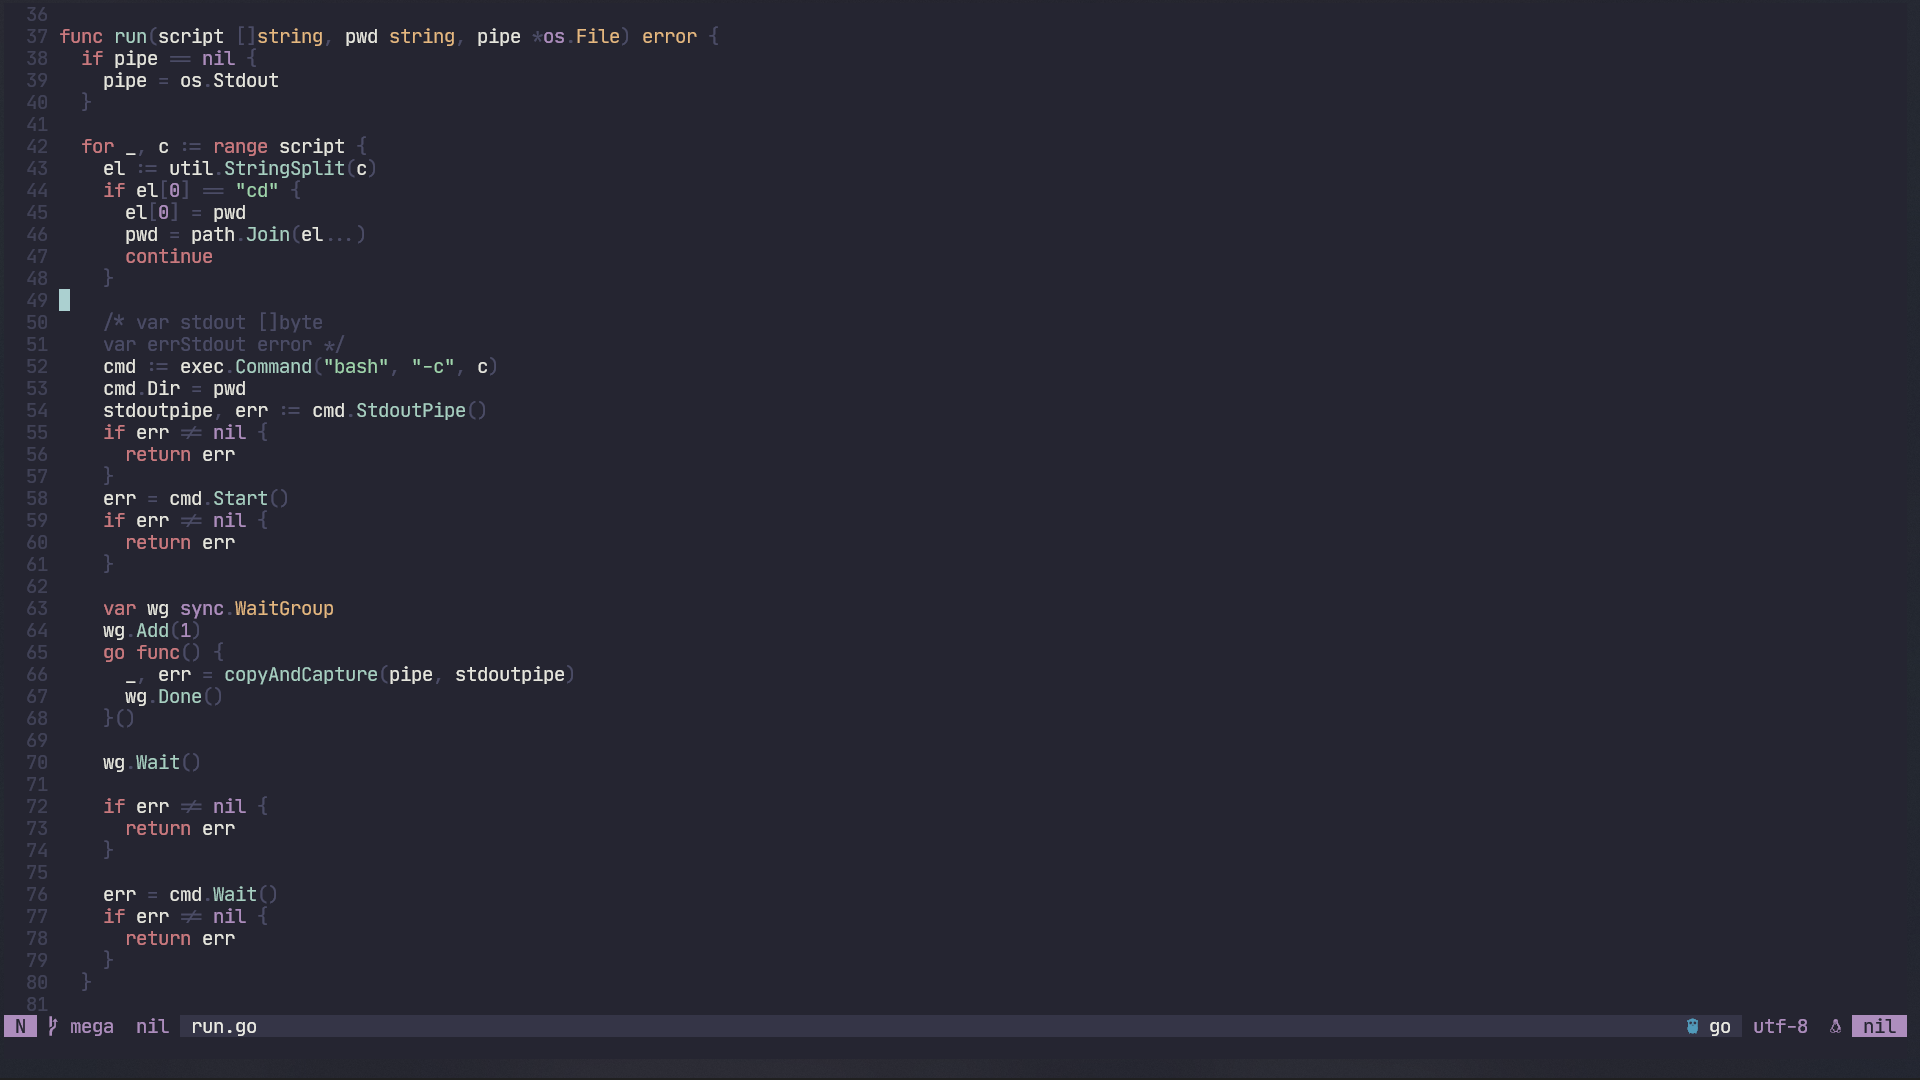 36
37 func run(script []string, pwd string, pipe *os.File) error {
38   if pipe == nil {
39     pipe = os.Stdout
40   }
41
42   for _, c := range script {
43     el := util.StringSplit(c)
44     if el[0] == "cd" {
45       el[0] = pwd
46       pwd = path.Join(el...)
47       continue
48     }
49
50     /* var stdout []byte
51     var errStdout error */
52     cmd := exec.Command("bash", "-c", c)
53     cmd.Dir = pwd
54     stdoutpipe, err := cmd.StdoutPipe()
55     if err != nil {
56       return err
57     }
58     err = cmd.Start()
59     if err != nil {
60       return err
61     }
62
63     var wg sync.WaitGroup
64     wg.Add(1)
65     go func() {
66       _, err = copyAndCapture(pipe, stdoutpipe)
67       wg.Done()
68     }()
69
70     wg.Wait()
71
72     if err != nil {
73       return err
74     }
75
76     err = cmd.Wait()
77     if err != nil {
78       return err
79     }
80   }
81
N mega nil run.go go utf-8 nil